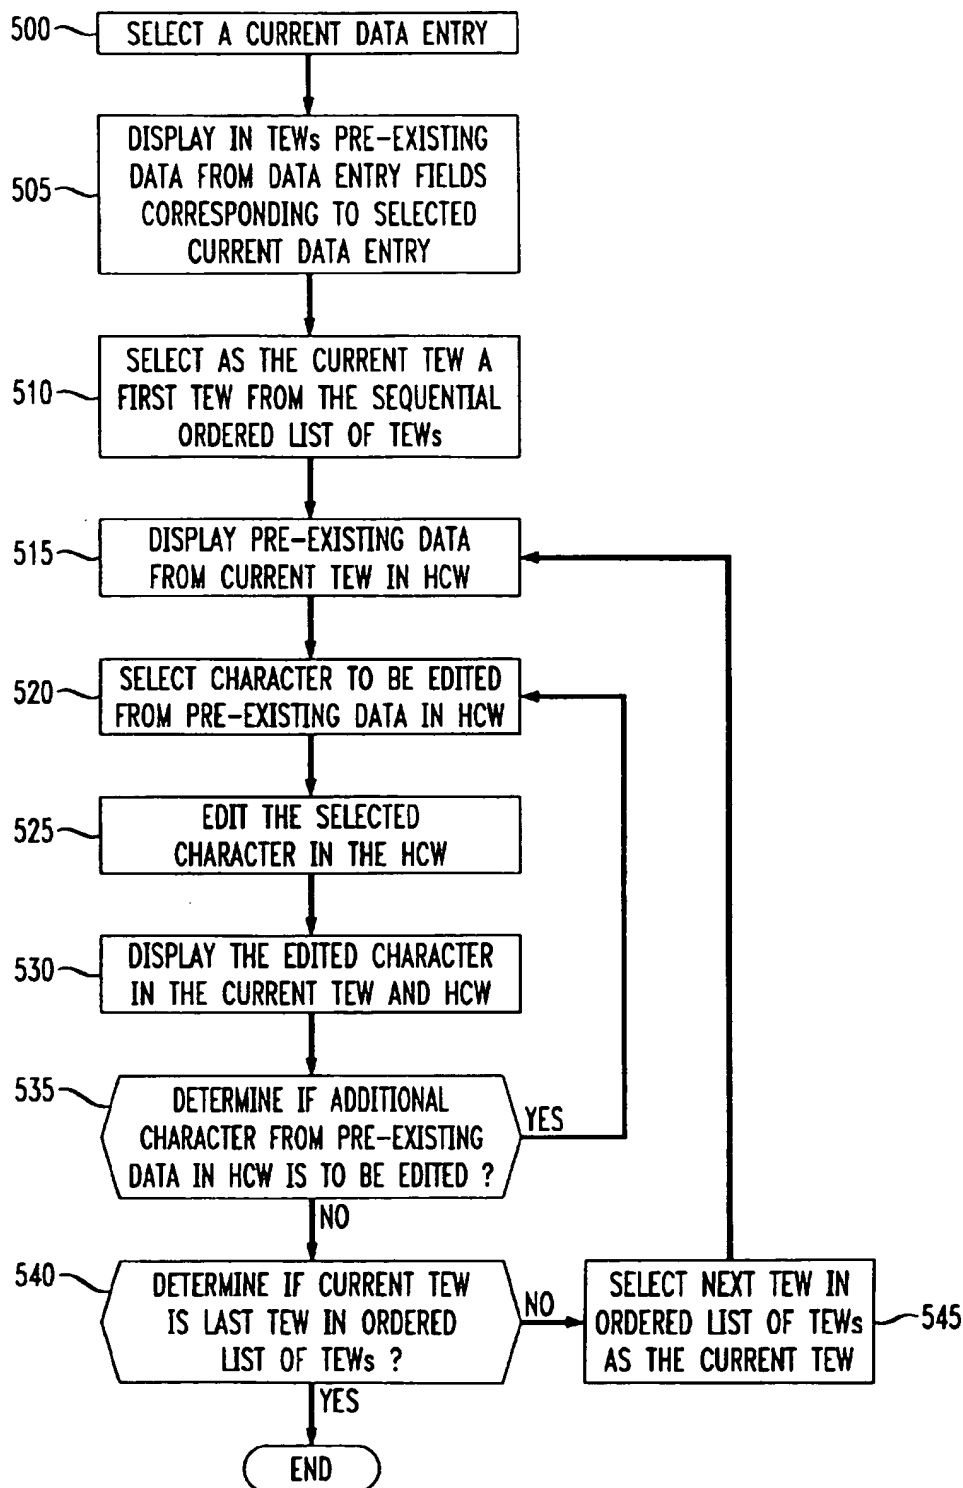 500
SELECT A CURRENT DATA ENTRY
505
DISPLAY IN TEWs PRE-EXISTING
DATA FROM DATA ENTRY FIELDS
CORRESPONDING TO SELECTED
CURRENT DATA ENTRY
510
SELECT AS THE CURRENT TEW A
FIRST TEW FROM THE SEQUENTIAL
ORDERED LIST OF TEWs
515
DISPLAY PRE-EXISTING DATA
FROM CURRENT TEW IN HCW
520
SELECT CHARACTER TO BE EDITED
FROM PRE-EXISTING DATA IN HCW
525
EDIT THE SELECTED
CHARACTER IN THE HCW
530
DISPLAY THE EDITED CHARACTER
IN THE CURRENT TEW AND HCW
535
DETERMINE IF ADDITIONAL
CHARACTER FROM PRE-EXISTING
DATA IN HCW IS TO BE EDITED ?
YES
NO
540
DETERMINE IF CURRENT TEW
IS LAST TEW IN ORDERED
LIST OF TEWs ?
NO
YES
SELECT NEXT TEW IN
ORDERED LIST OF TEWs
AS THE CURRENT TEW
545
END